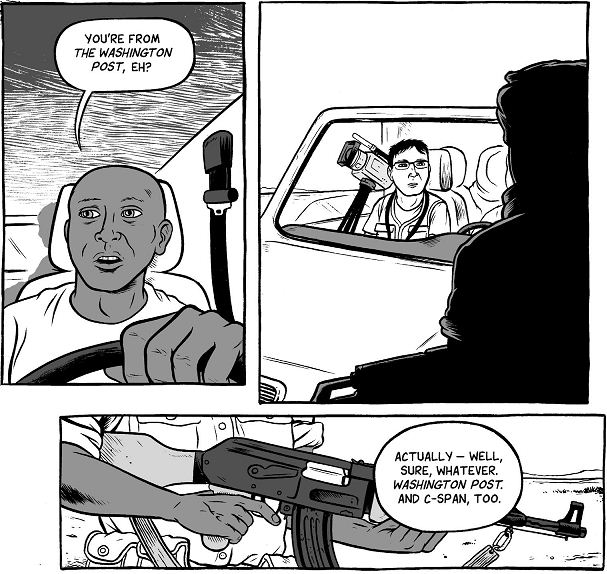 YOU'RE FROM
THE WASHINGTON
POST, EH?
ACTUALLY — WELL,
SURE, WHATEVER.
WASHINGTON POST.
AND C-SPAN, TOO.